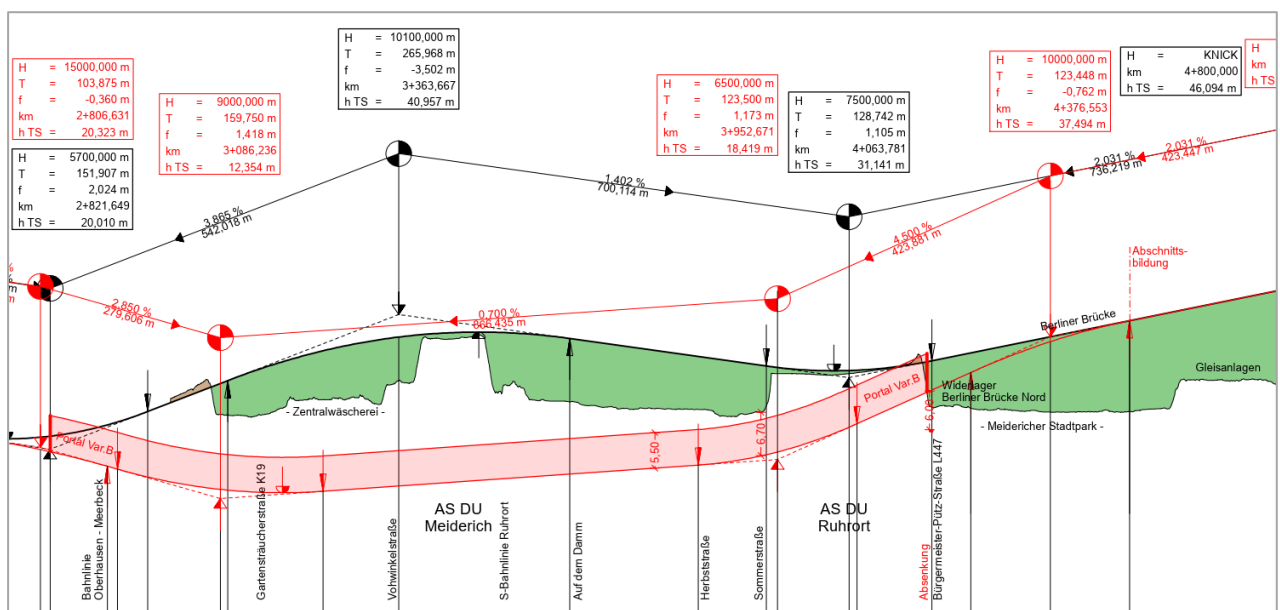 H = 15000,000 m
T = 103,875 m
f = -0,360 m
km 2+806,631
h TS = 20,323 m
H = 5700,000 m
T = 151,907 m
f = 2,024 m
km 2+821,649
h TS = 20,010 m
H = 9000,000 m
T = 159,750 m
f = 1,418 m
km 3+086,236
h TS = 12,354 m
H = 10100,000 m
T = 265,968 m
f = -3,502 m
km 3+363,667
h TS = 40,957 m
H = 6500,000 m
T = 123,500 m
f = 1,173 m
km 3+952,671
h TS = 18,419 m
H = 7500,000 m
T = 128,742 m
f = 1,105 m
km 4+063,781
h TS = 31,141 m
H = 10000,000 m
T = 123,448 m
f = -0,762 m
km 4+376,553
h TS = 37,494 m
H = KNICK
km 4+800,000
h TS = 46,094 m
H
km
h TS =
3,865 %
542,018 m
1,402 %
700,114 m
2,031 %
736,219 m
2,031 %
423,447 m
4,500 %
423,881 m
2,850 %
279,606 m
0,700 %
Abschnitts-
bildung
Berliner Brücke
Gleisanlagen
Portal Var.B
- Zentralwäscherei -
Portal Var.B
Widerlager
Berliner Brücke Nord
- Meidericher Stadtpark -
5,50
6,70
6,00
AS DU
Meiderich
AS DU
Ruhrort
Bahnlinie
Oberhausen - Meerbeck
Gartensträucherstraße K19
Vohwinkelstraße
S-Bahnlinie Ruhrort
Auf dem Damm
Herbststraße
Sommerstraße
Absenkung
Bürgermeister-Pütz-Straße L447